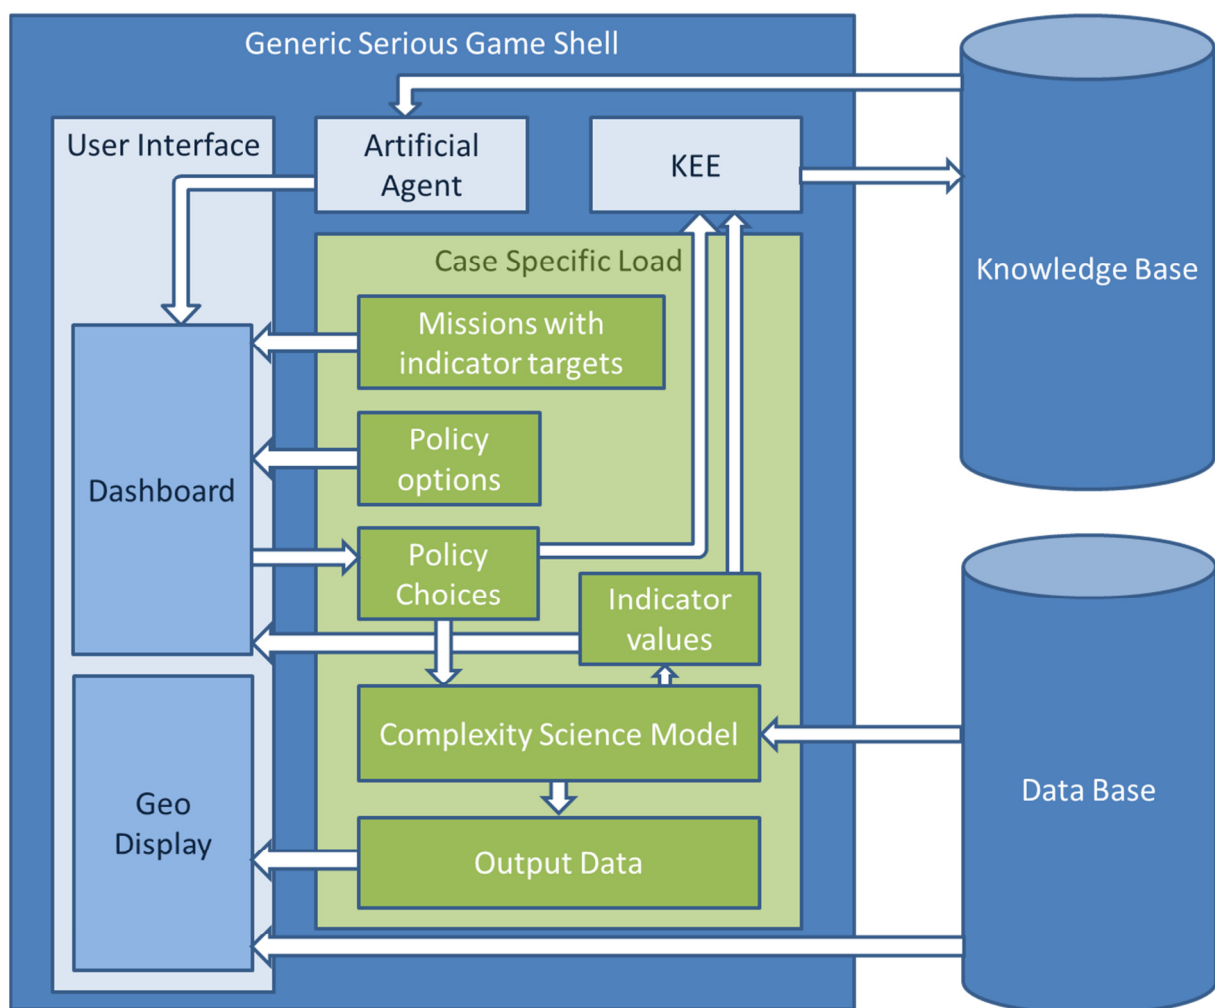 Generic Serious Game Shell
User Interface
Artificial
Agent
KEE
Knowledge Base
Case Specific Load
Missions with
indicator targets
Policy
options
Dashboard
Policy
Choices
Indicator
values
Complexity Science Model
Data Base
Geo
Display
Output Data